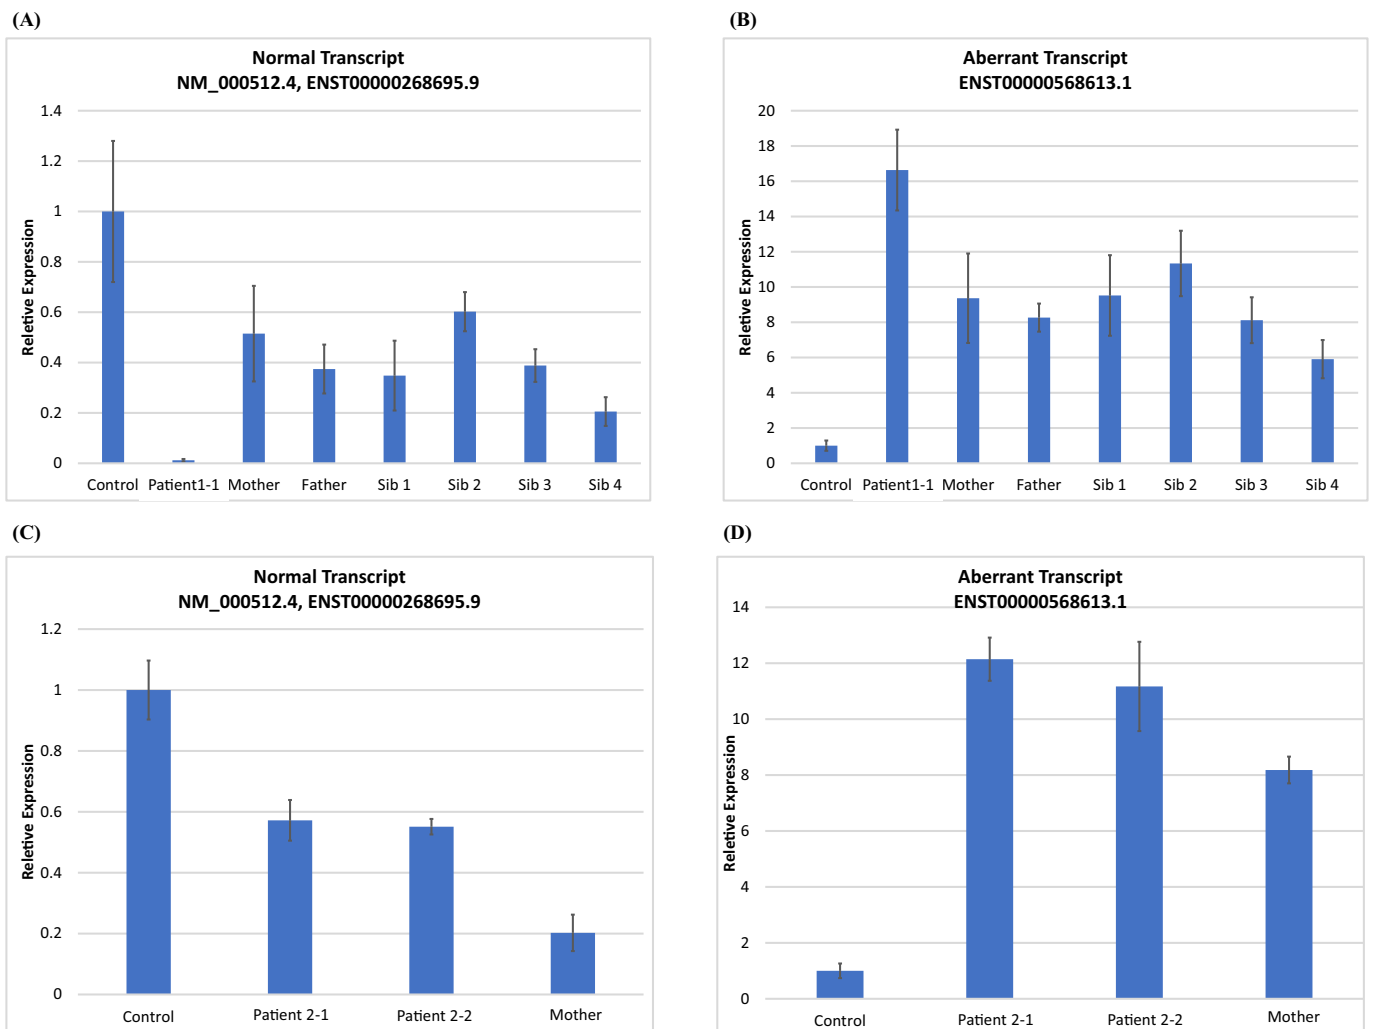 (A)
Normal Transcript
NM_000512.4, ENST00000268695.9
Reletive Expression
1.4
1.2
1
0.8
0.6
0.4
0.2
0
Control Patient1-1 Mother Father Sib 1 Sib 2 Sib 3 Sib 4
(B)
Aberrant Transcript
ENST00000568613.1
Reletive Expression
20
18
16
14
12
10
8
6
4
2
0
Control Patient1-1 Mother Father Sib 1 Sib 2 Sib 3 Sib 4
(C)
Normal Transcript
NM_000512.4, ENST00000268695.9
Reletive Expression
1.2
1
0.8
0.6
0.4
0.2
0
Control Patient 2-1 Patient 2-2 Mother
(D)
Aberrant Transcript
ENST00000568613.1
Reletive Expression
14
12
10
8
6
4
2
0
Control Patient 2-1 Patient 2-2 Mother